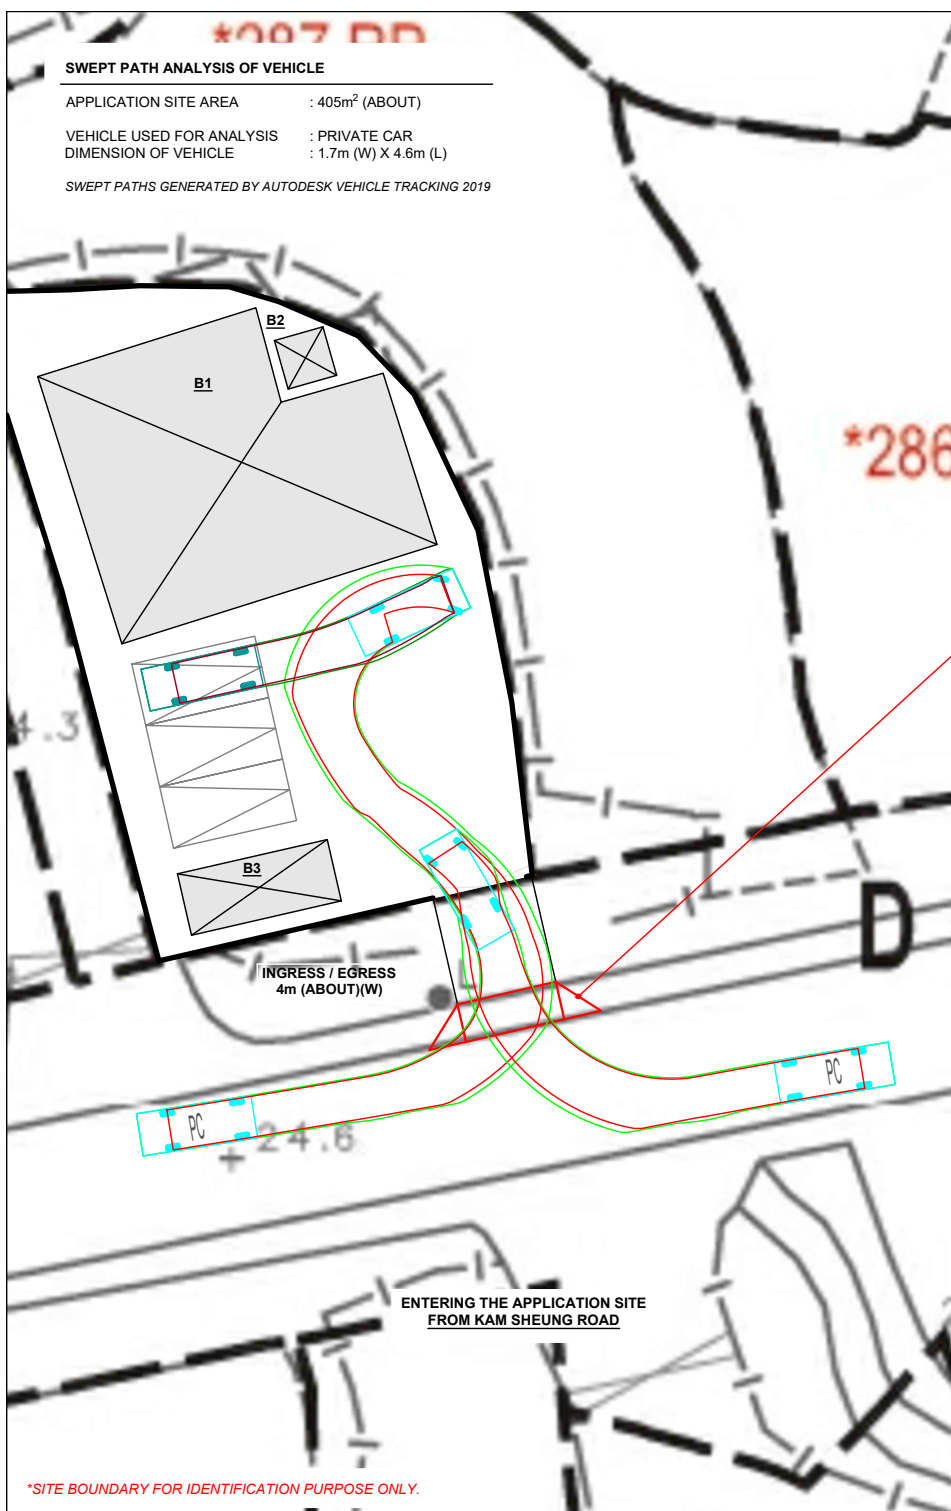 SWEPT PATH ANALYSIS OF VEHICLE
APPLICATION SITE AREA : 405m² (ABOUT)
VEHICLE USED FOR ANALYSIS : PRIVATE CAR
DIMENSION OF VEHICLE : 1.7m (W) X 4.6m (L)
SWEPT PATHS GENERATED BY AUTODESK VEHICLE TRACKING 2019
B2
B1
*286
4.3
B3
D
INGRESS / EGRESS
4m (ABOUT)(W)
PC
PC
24.6
ENTERING THE APPLICATION SITE
FROM KAM SHEUNG ROAD
*SITE BOUNDARY FOR IDENTIFICATION PURPOSE ONLY.